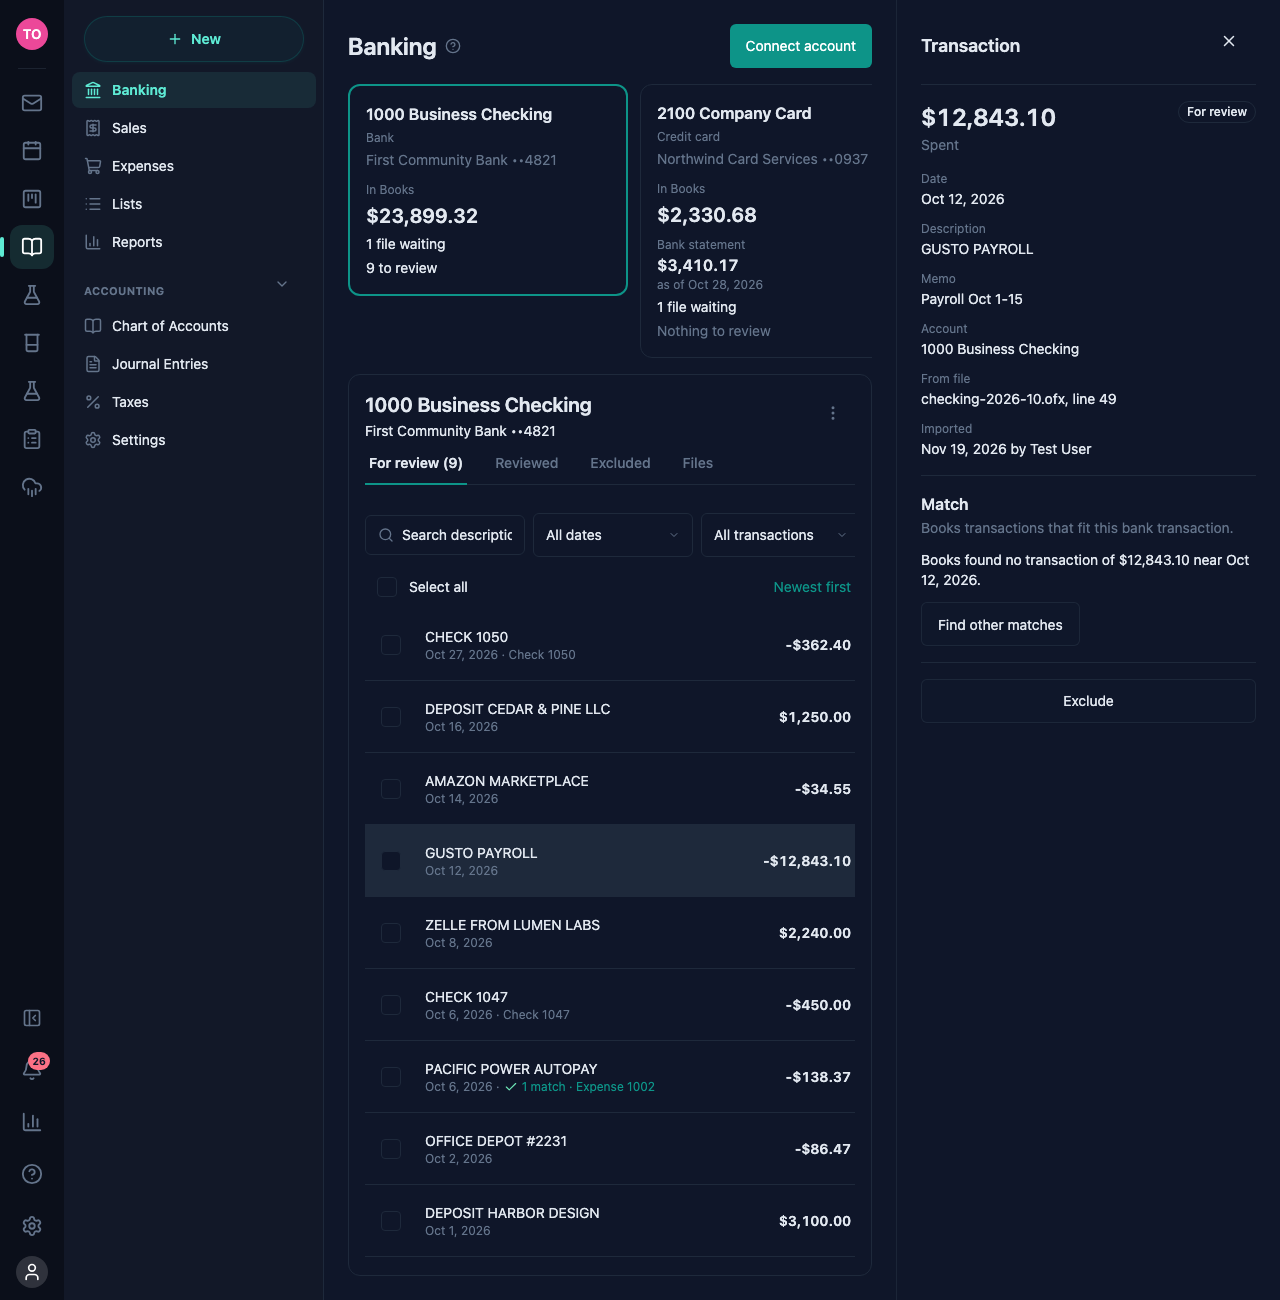 TO
26
New
Banking
Sales
Expenses
Lists
Reports
ACCOUNTING
Chart of Accounts
Journal Entries
Taxes
Settings
Banking
Connect account
1000 Business Checking
Bank
First Community Bank ••4821
In Books
$23,899.32
1 file waiting
9 to review
2100 Company Card
Credit card
Northwind Card Services ••0937
In Books
$2,330.68
Bank statement
$3,410.17
as of Oct 28, 2026
1 file waiting
Nothing to review
1000 Business Checking
First Community Bank ••4821
For review (9) Reviewed Excluded Files
Search descriptic All dates All transactions
Select all Newest first
CHECK 1050
Oct 27, 2026 · Check 1050
-$362.40
DEPOSIT CEDAR & PINE LLC
Oct 16, 2026
$1,250.00
AMAZON MARKETPLACE
Oct 14, 2026
-$34.55
GUSTO PAYROLL
Oct 12, 2026
-$12,843.10
ZELLE FROM LUMEN LABS
Oct 8, 2026
$2,240.00
CHECK 1047
Oct 6, 2026 · Check 1047
-$450.00
PACIFIC POWER AUTOPAY
Oct 6, 2026 · ✓ 1 match · Expense 1002
-$138.37
OFFICE DEPOT #2231
Oct 2, 2026
-$86.47
DEPOSIT HARBOR DESIGN
Oct 1, 2026
$3,100.00
Transaction
$12,843.10
For review
Spent
Date
Oct 12, 2026
Description
GUSTO PAYROLL
Memo
Payroll Oct 1-15
Account
1000 Business Checking
From file
checking-2026-10.ofx, line 49
Imported
Nov 19, 2026 by Test User
Match
Books transactions that fit this bank transaction.
Books found no transaction of $12,843.10 near Oct
12, 2026.
Find other matches
Exclude